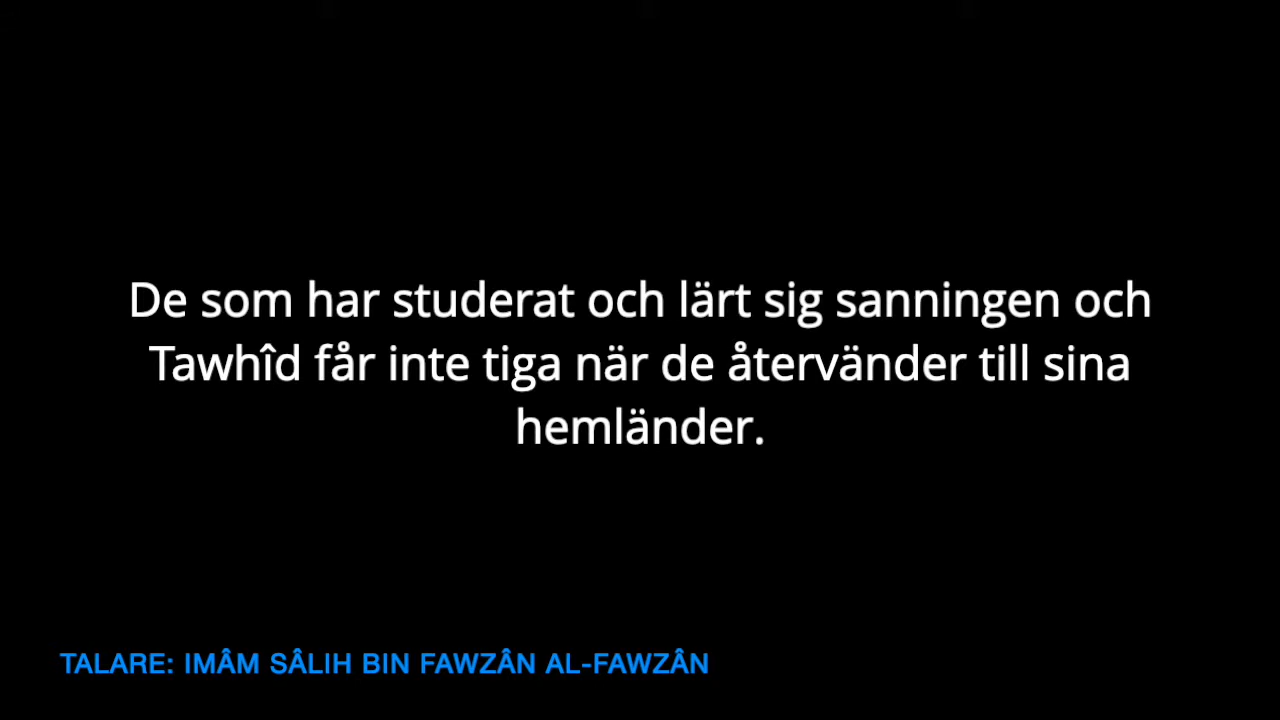 De som har studerat och lärt sig sanningen och
Tawhîd får inte tiga när de återvänder till sina
hemländer.
TALARE: IMÂM SÂLIH BIN FAWZÂN AL-FAWZÂN